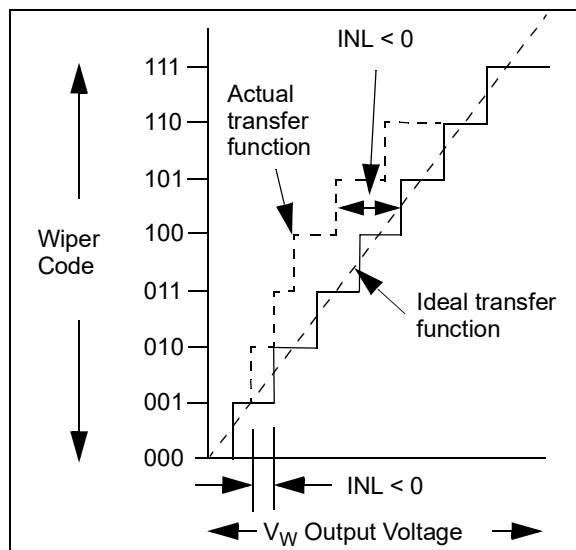 INL < 0
111
Actual
transfer
function
110
101
100
Wiper
Code
011
Ideal transfer
function
010
001
000
INL < 0
VW Output Voltage